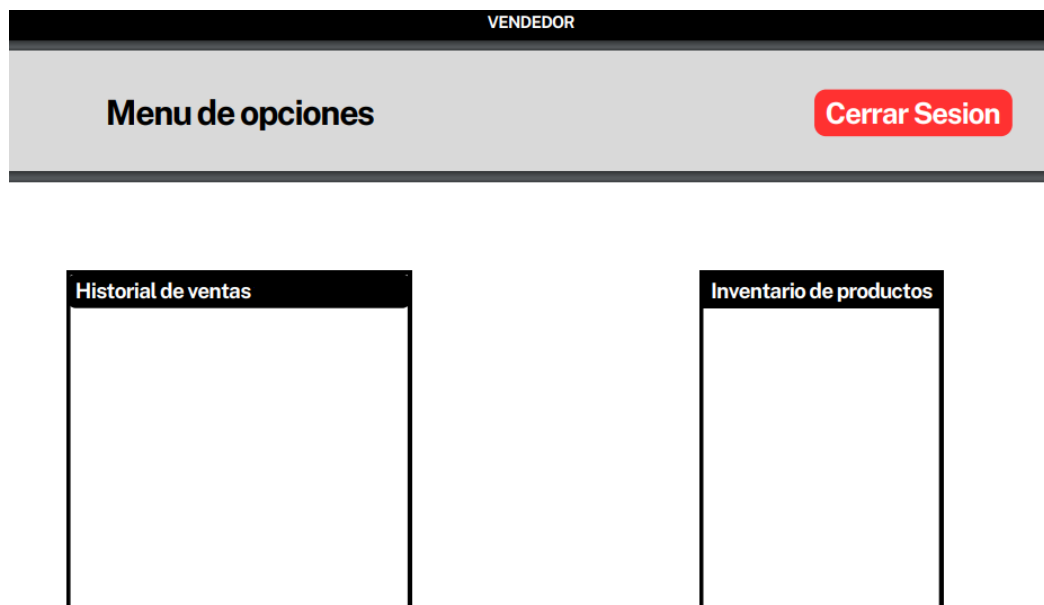 VENDEDOR
Menu de opciones
Cerrar Sesion
Historial de ventas
Inventario de productos